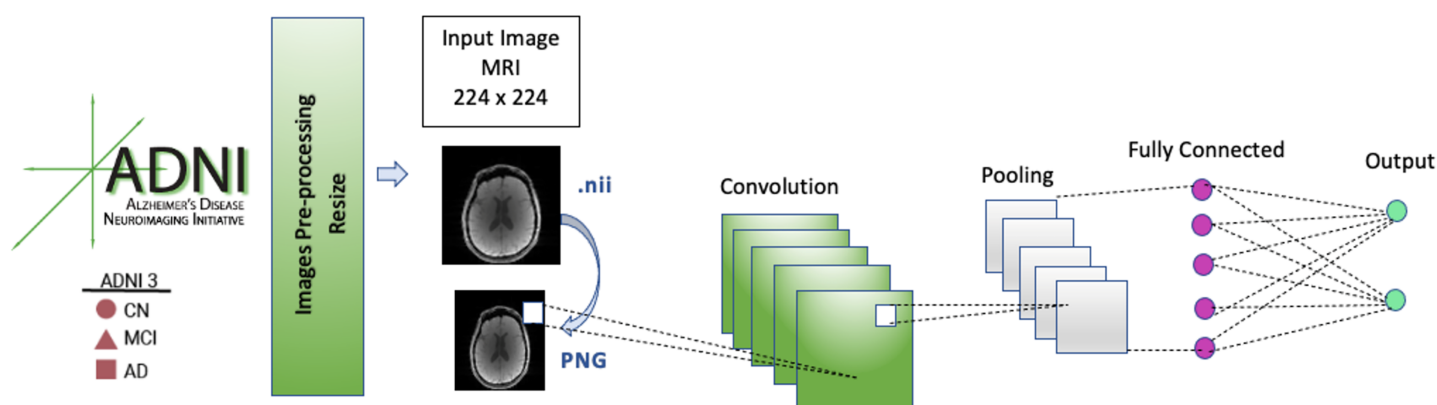 ADNI
ALZHEIMER'S DISEASE
NEUROIMAGING INITIATIVE
ADNI 3
CN
MCI
AD
Images Pre-processing
Resize
Input Image
MRI
224 x 224
.nii
PNG
Convolution
Pooling
Fully Connected
Output